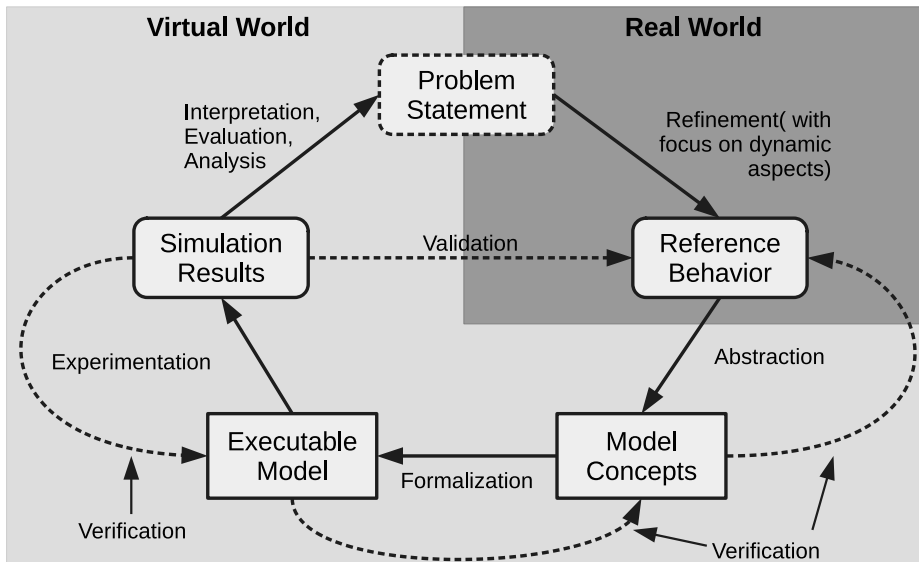 Virtual World
Real World
Problem
Statement
Interpretation,
Evaluation,
Analysis
Refinement( with
focus on dynamic
aspects)
Simulation
Results
Validation
Reference
Behavior
Experimentation
Abstraction
Executable
Model
Formalization
Model
Concepts
Verification
Verification